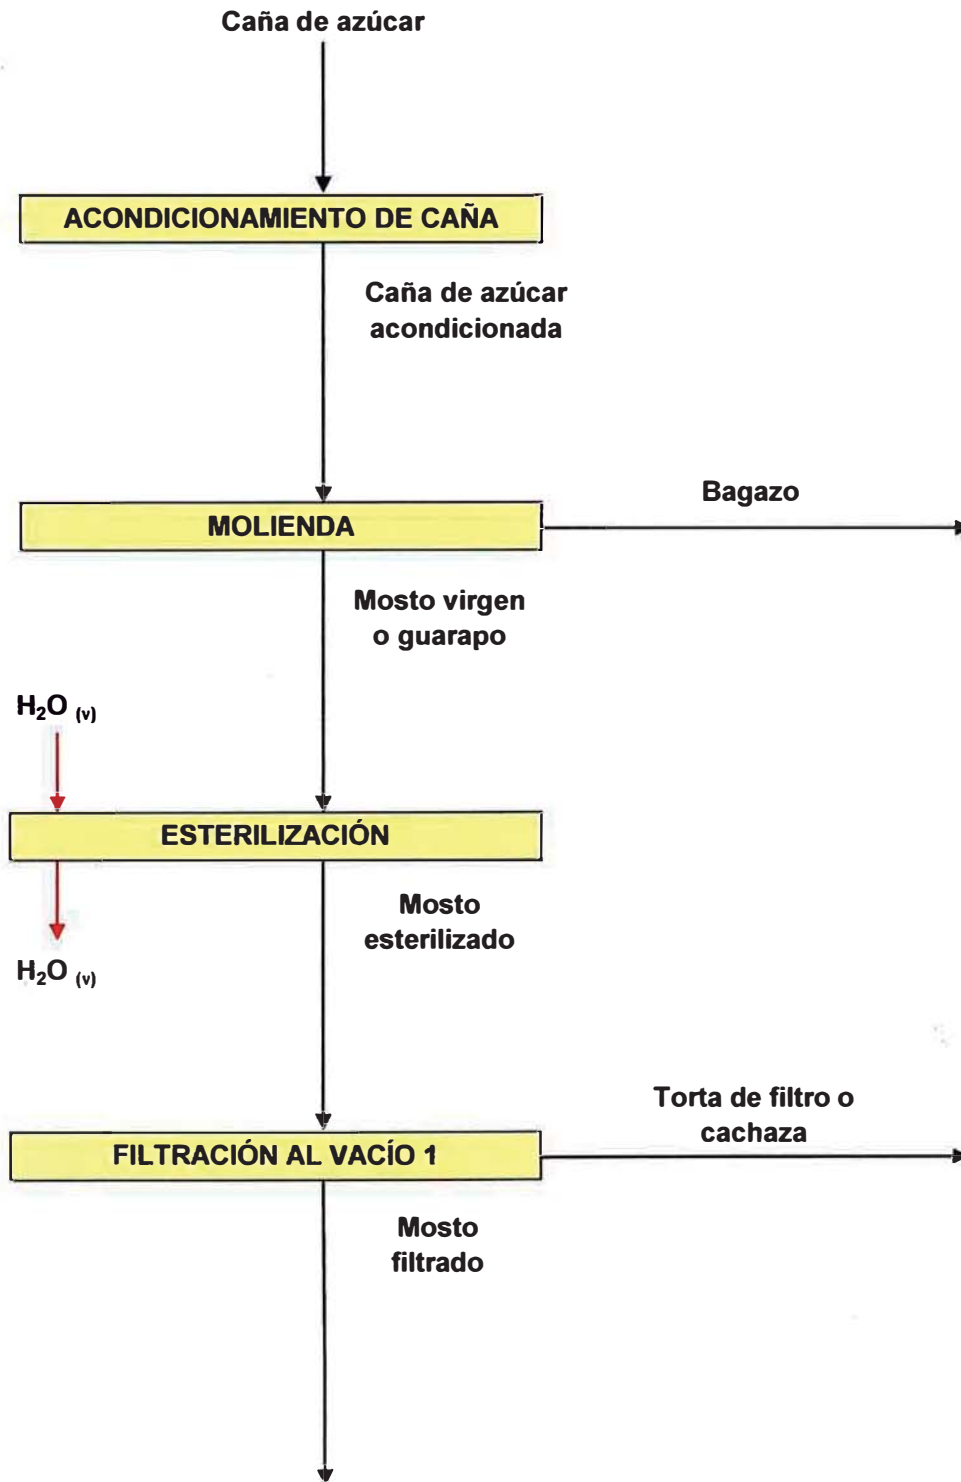 Caña de azúcar
ACONDICIONAMIENTO DE CAÑA
Caña de azúcar
acondicionada
Bagazo
MOLIENDA
Mosto virgen
o guarapo
H₂O (v)
ESTERILIZACIÓN
Mosto
esterilizado
H₂O (v)
Torta de filtro o
cachaza
FILTRACIÓN AL VACÍO 1
Mosto
filtrado